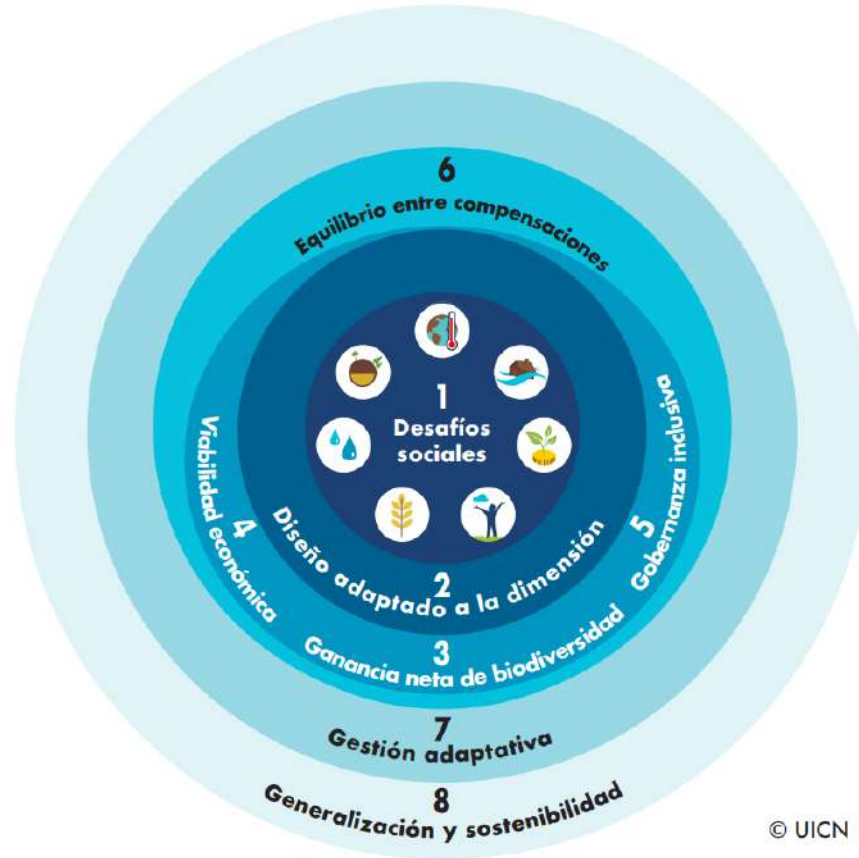 6
Equilibrio entre compensaciones
1
Desafíos
sociales
Viabilidad económica
4
5
Gobernanza inclusiva
2
Diseño adaptado a la dimensión
3
Ganancia neta de biodiversidad
7
Gestión adaptativa
8
Generalización y sostenibilidad
© UICN